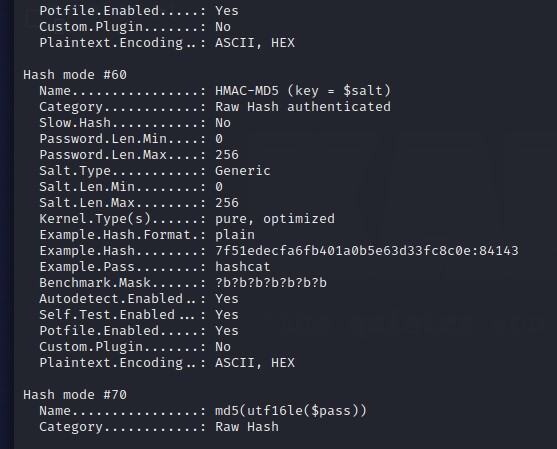 Potfile.Enabled.....: Yes
Custom.Plugin.......: No
Plaintext.Encoding..: ASCII, HEX
Hash mode #60
Name................: HMAC-MD5 (key = $salt)
Category............: Raw Hash authenticated
Slow.Hash...........: No
Password.Len.Min....: 0
Password.Len.Max....: 256
Salt.Type...........: Generic
Salt.Len.Min........: 0
Salt.Len.Max........: 256
Kernel.Type(s)......: pure, optimized
Example.Hash.Format.: plain
Example.Hash........: 7f51edecfa6fb401a0b5e63d33fc8c0e:84143
Example.Pass........: hashcat
Benchmark.Mask......: ?b?b?b?b?b?b?b
Autodetect.Enabled..: Yes
Self.Test.Enabled...: Yes
Potfile.Enabled.....: Yes
Custom.Plugin.......: No
Plaintext.Encoding..: ASCII, HEX
Hash mode #70
Name................: md5(utf16le($pass))
Category............: Raw Hash